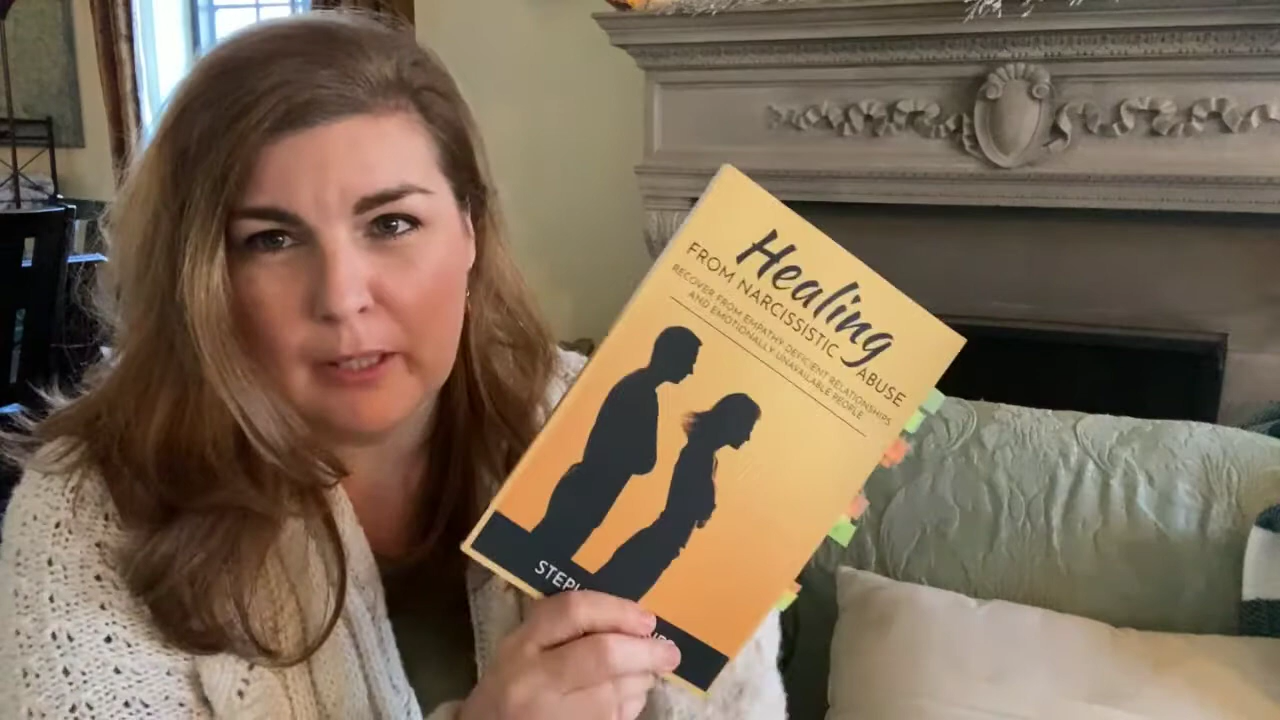 Healing
FROM NARCISSISTIC ABUSE
RECOVER FROM EMPATHY-DEFICIENT RELATIONSHIPS
AND EMOTIONALLY UNAVAILABLE PEOPLE